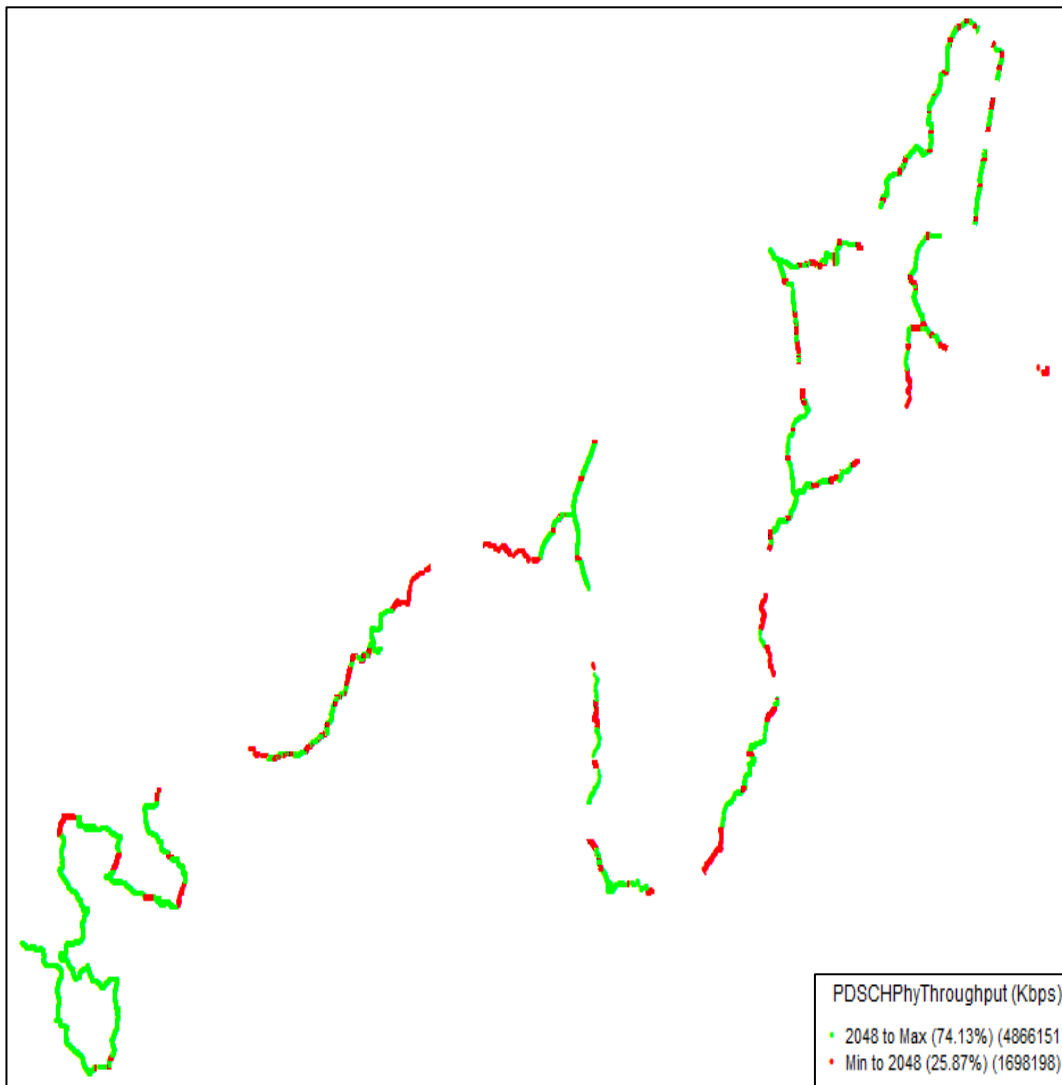 PDSCHPhyThroughput (Kbps)
2048 to Max (74.13%) (4866151
Min to 2048 (25.87%) (1698198)